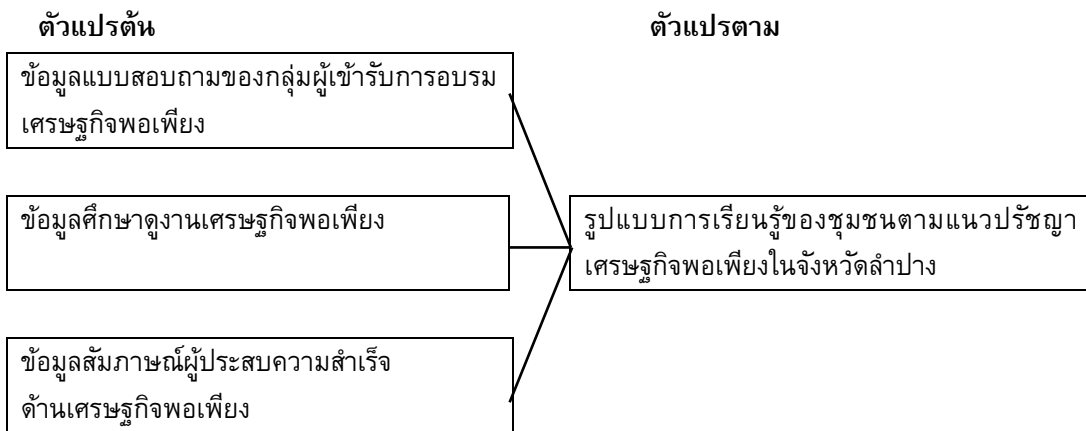 ตัวแปรต้น
ตัวแปรตาม
ข้อมูลแบบสอบถามของกลุ่มผู้เข้ารับการอบรม
เศรษฐกิจพอเพียง
ข้อมูลศึกษาดูงานเศรษฐกิจพอเพียง
รูปแบบการเรียนรู้ของชุมชนตามแนวปรัชญา
เศรษฐกิจพอเพียงในจังหวัดลำปาง
ข้อมูลสัมภาษณ์ผู้ประสบความสำเร็จ
ด้านเศรษฐกิจพอเพียง